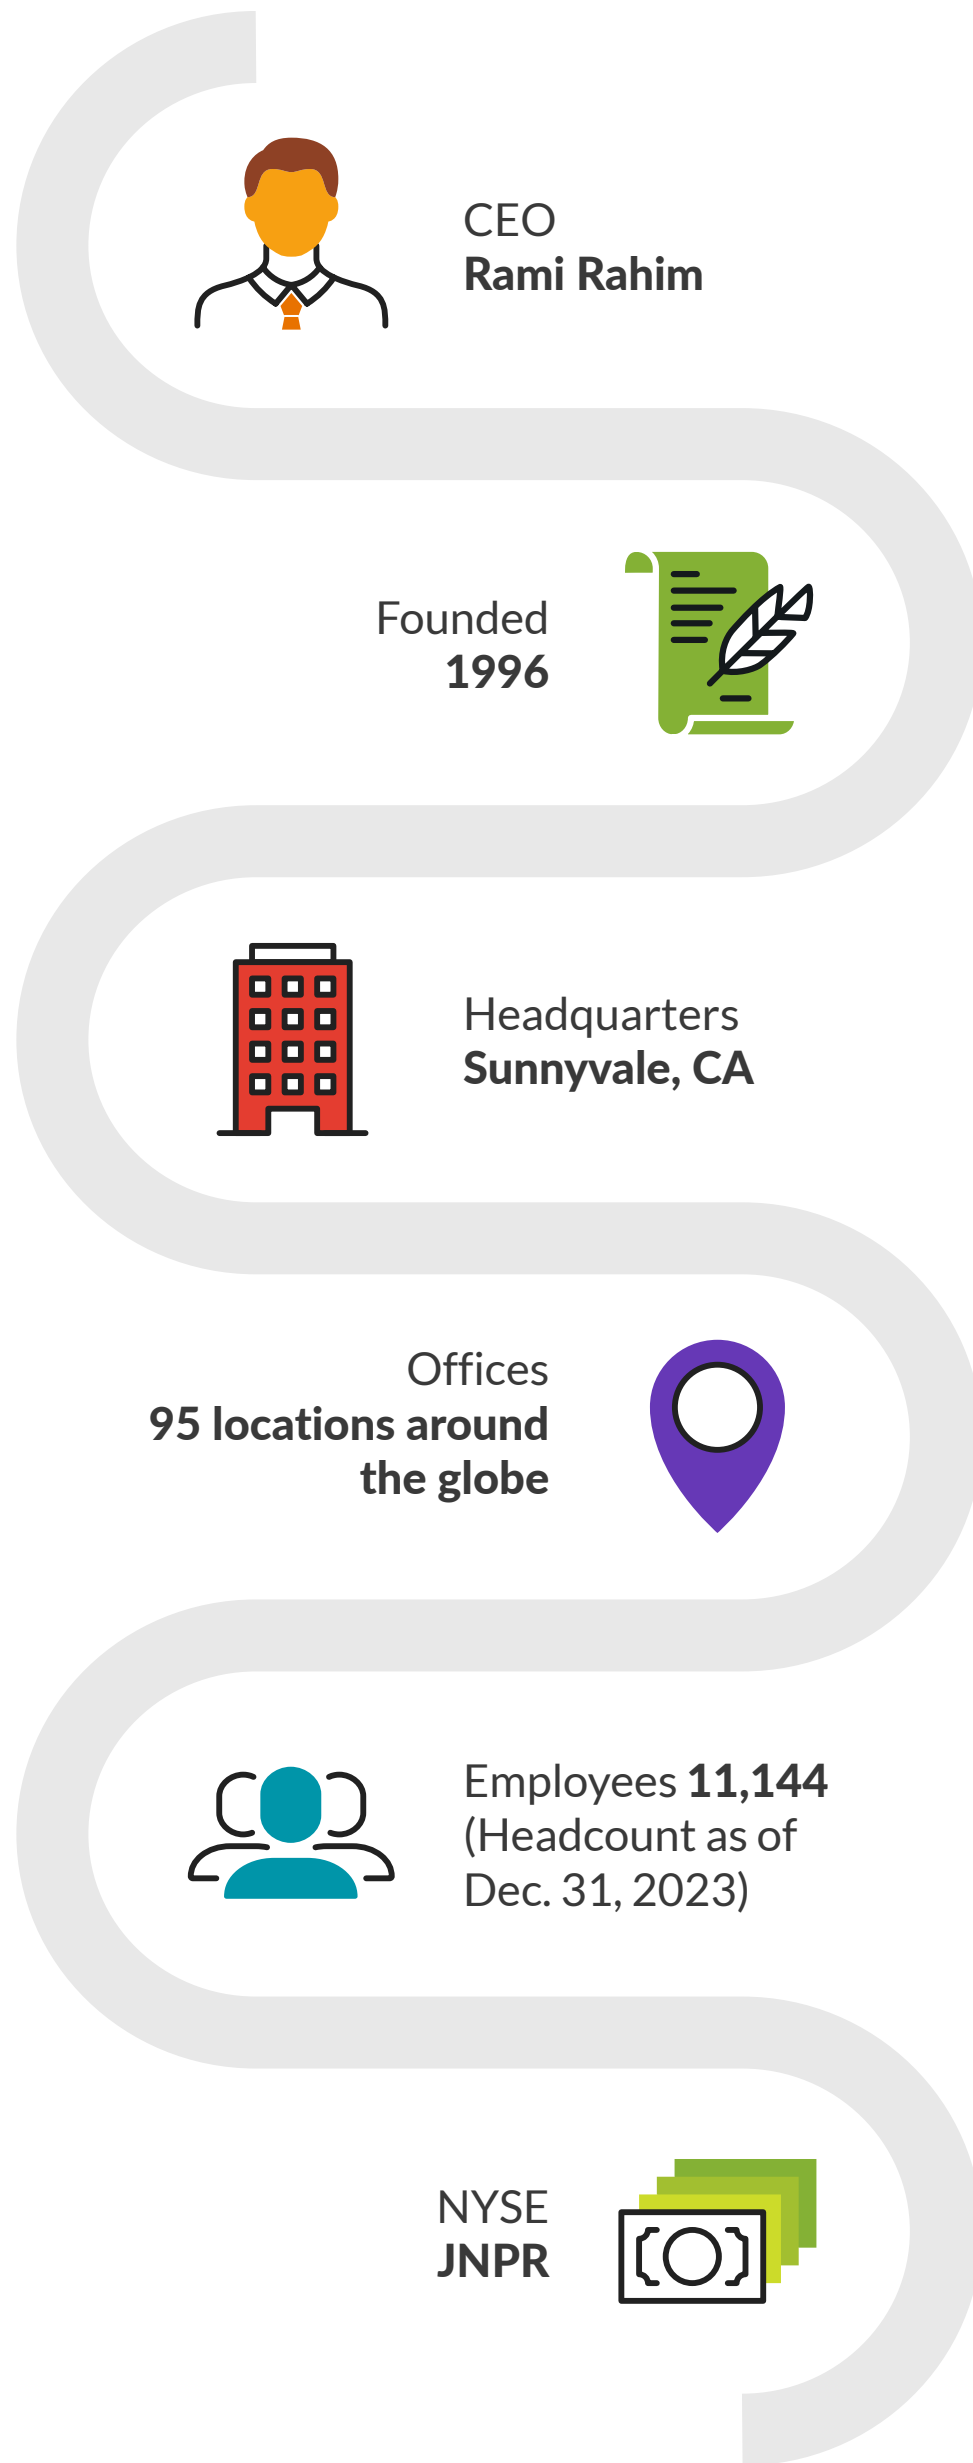 CEO
Rami Rahim
Founded
1996
Headquarters
Sunnyvale, CA
Offices
95 locations around
the globe
Employees 11,144
(Headcount as of
Dec. 31, 2023)
NYSE
JNPR